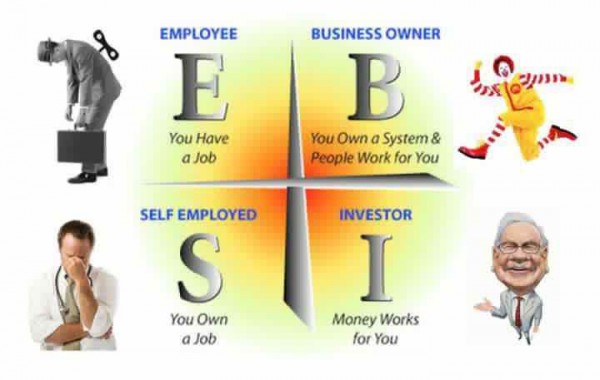 EMPLOYEE
E
You Have
a Job
BUSINESS OWNER
B
You Own a System &
People Work for You
SELF EMPLOYED
S
You Own
a Job
INVESTOR
I
Money Works
for You